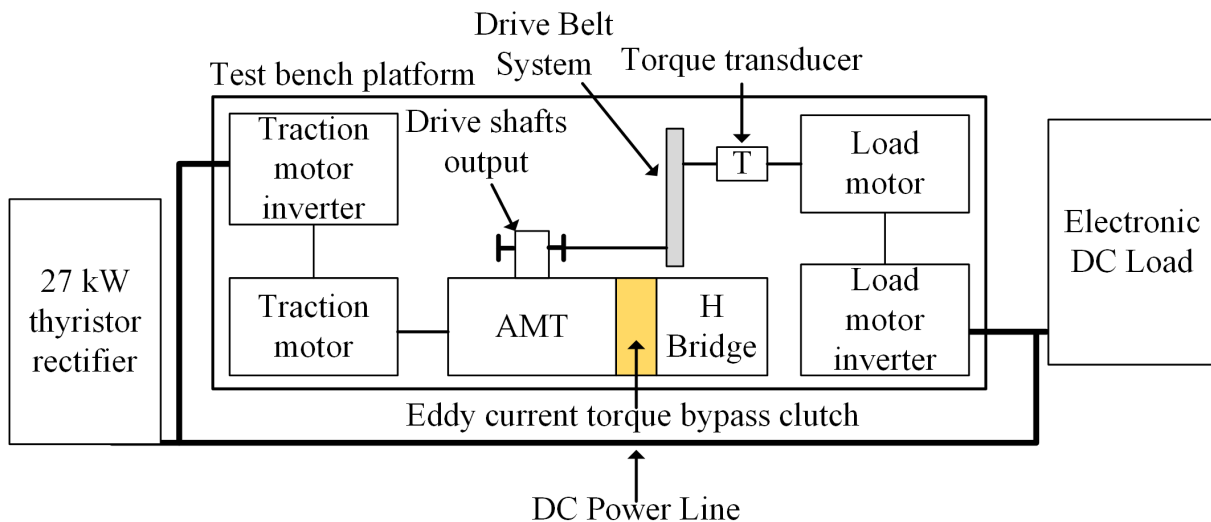 Drive Belt
System
Torque transducer
Test bench platform
Drive shafts
output
Traction
motor
inverter
T
Load
motor
27 kW
thyristor
rectifier
Electronic
DC Load
Traction
motor
AMT
H
Bridge
Load
motor
inverter
Eddy current torque bypass clutch
DC Power Line